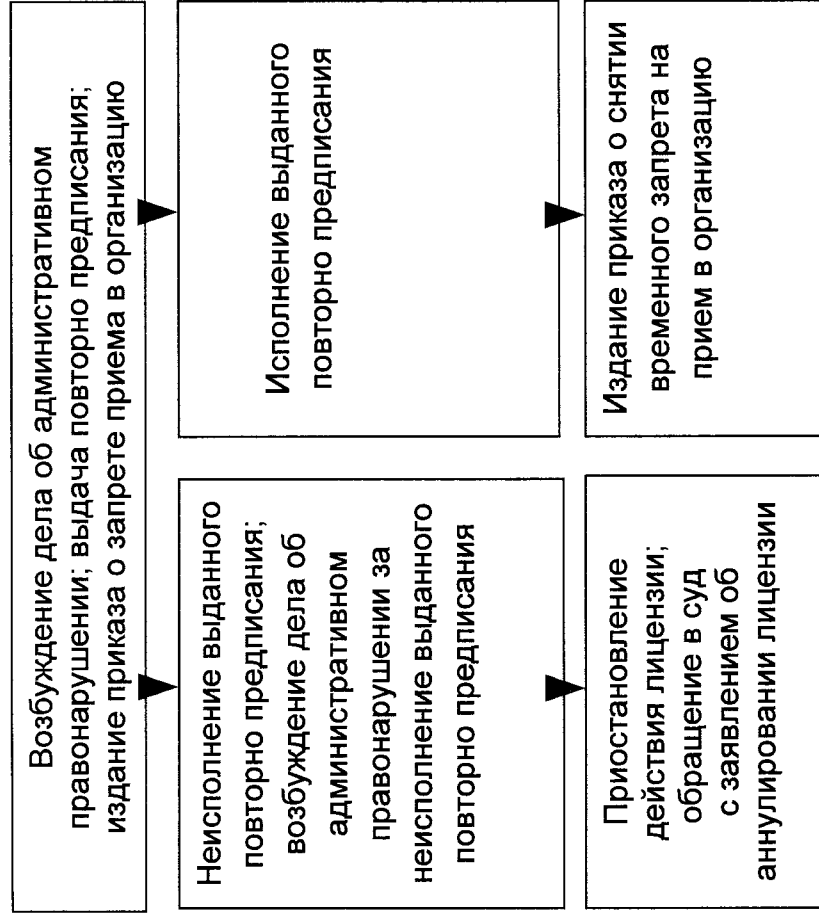 Возбуждение дела об административном
правонарушении; выдача повторно предписания;
издание приказа о запрете приема в организацию
Неисполнение выданного
повторно предписания;
возбуждение дела об
административном
правонарушении за
неисполнение выданного
повторно предписания
Исполнение выданного
повторно предписания
Приостановление
действия лицензии;
обращение в суд
с заявлением об
аннулировании лицензии
Издание приказа о снятии
временного запрета на
прием в организацию